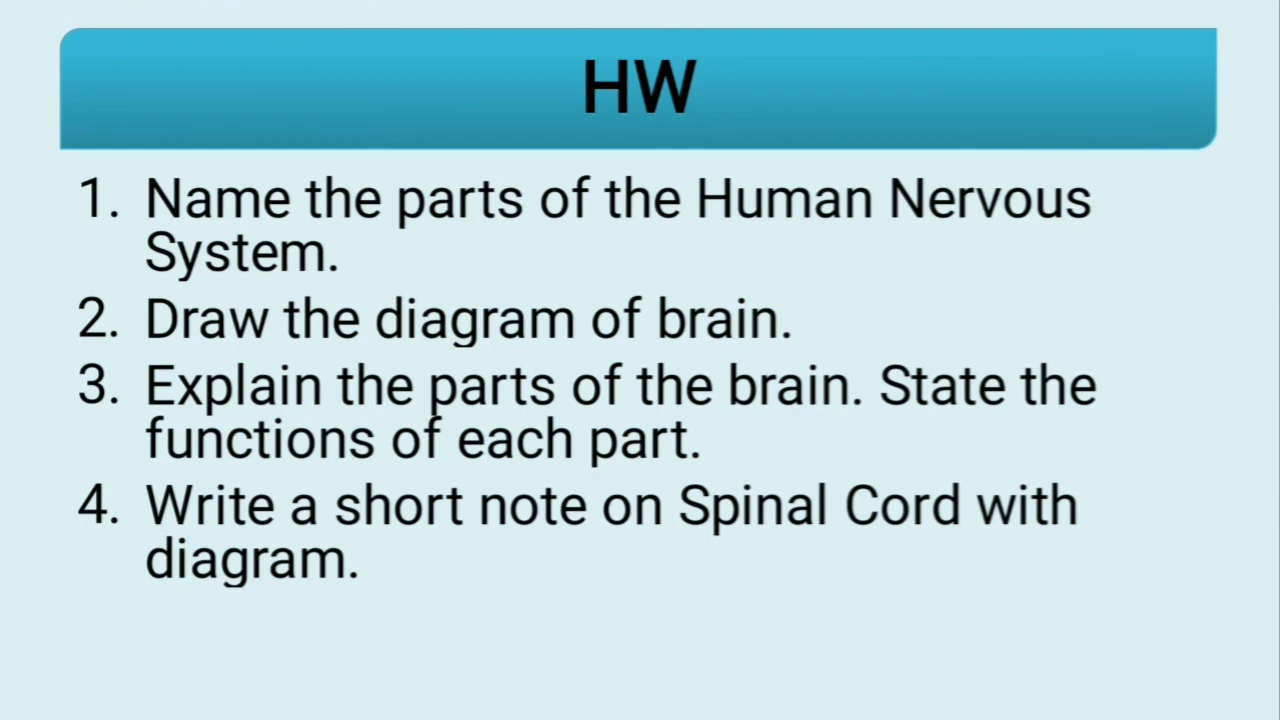 HW
1. Name the parts of the Human Nervous
System.
2. Draw the diagram of brain.
3. Explain the parts of the brain. State the
functions of each part.
4. Write a short note on Spinal Cord with
diagram.